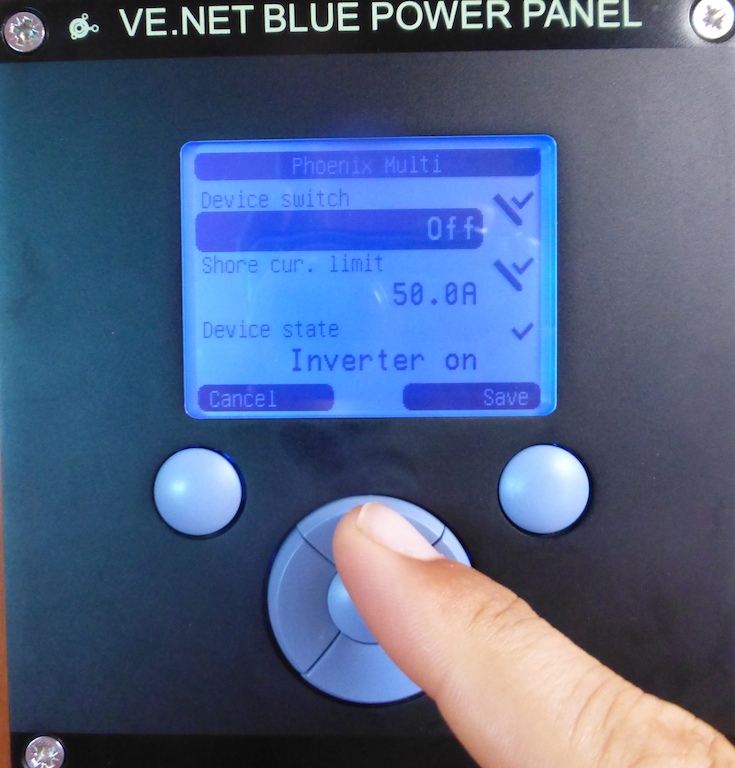 VE.NET BLUE POWER PANEL
Phoenix Multi
Device switch
Off
Shore cur. limit
50.0A
Device state
Inverter on
Cancel Save